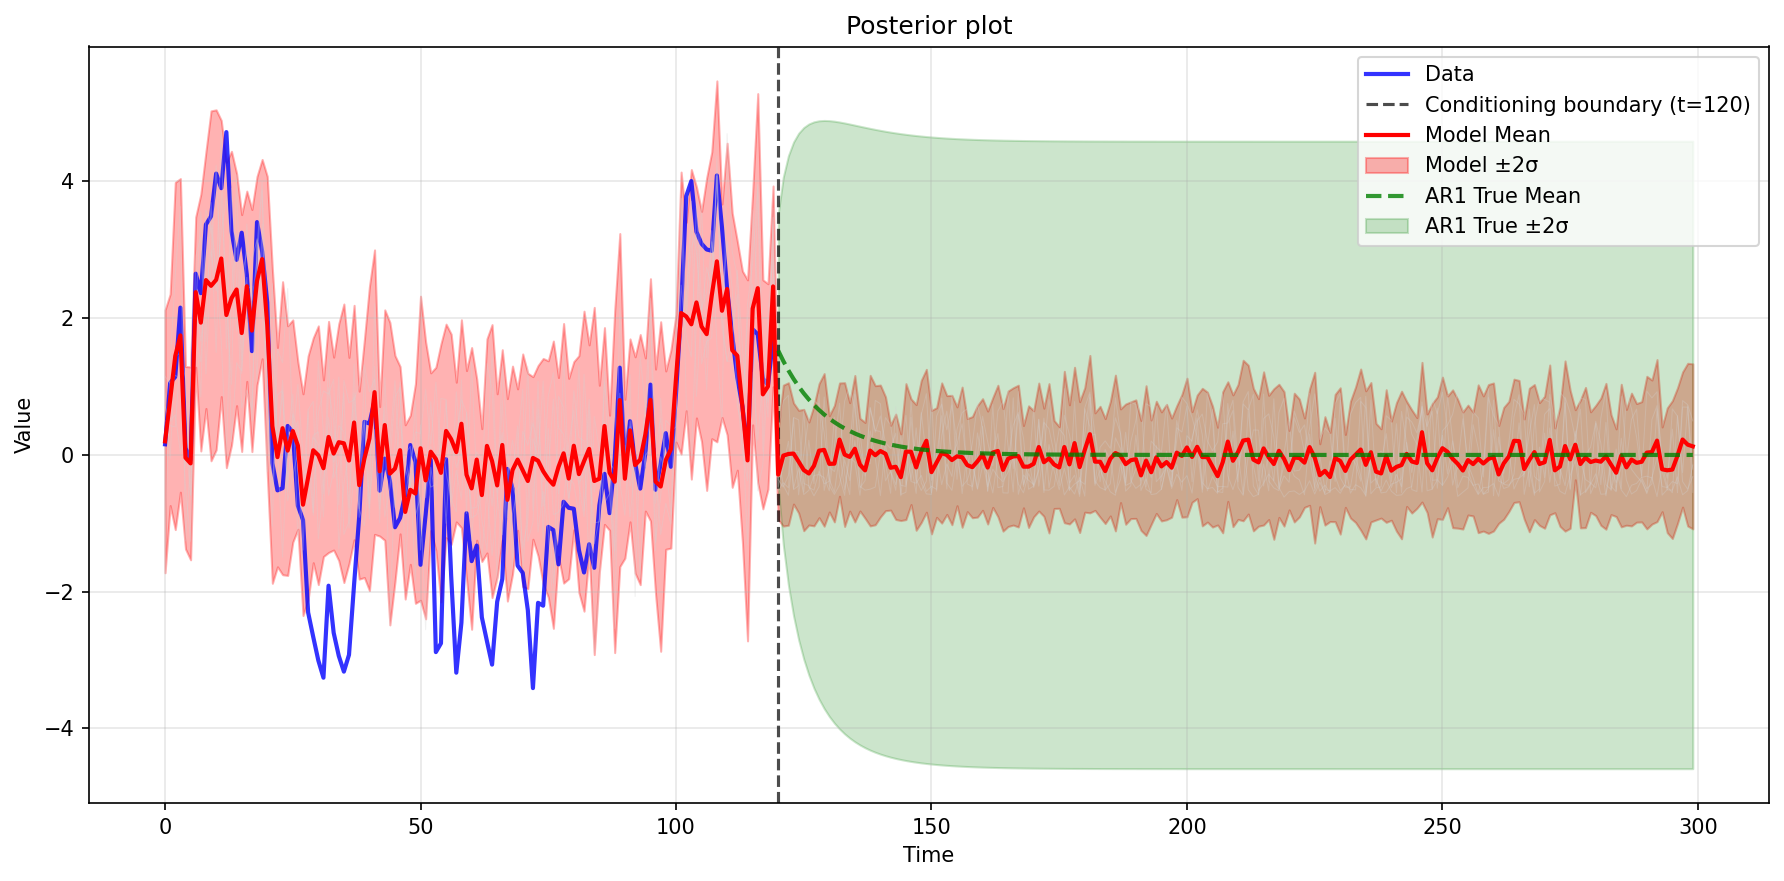 Posterior plot
Data
Conditioning boundary (t=120)
Model Mean
Model ±2σ
AR1 True Mean
AR1 True ±2σ
Value
4
2
0
−2
−4
0 50 100 150 200 250 300
Time